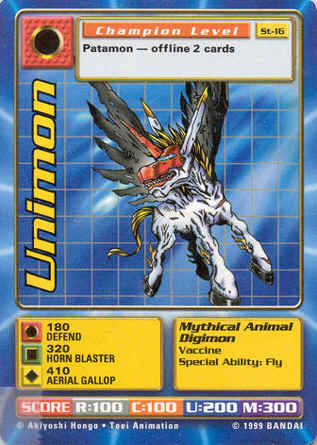 Champion Level
St-16
Patamon — offline 2 cards
Unimon
180
DEFEND
320
HORN BLASTER
410
AERIAL GALLOP
Mythical Animal
Digimon
Vaccine
Special Ability: Fly
SCORE R:100 C:100 U:200 M:300
© Akiyoshi Hongo • Toei Animation © 1999 BANDAI